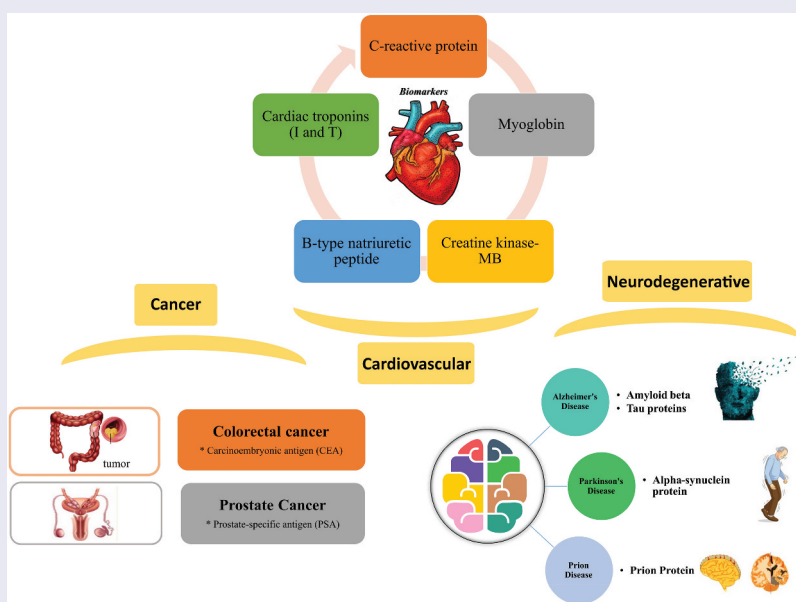 C-reactive protein
Biomarkers
Cardiac troponins
(I and T)
Myoglobin
B-type natriuretic
peptide
Creatine kinase-
MB
Cancer
Cardiovascular
Neurodegenerative
tumor
Colorectal cancer
* Carcinoembryonic antigen (CEA)
Prostate Cancer
* Prostate-specific antigen (PSA)
Alzheimer's
Disease
• Amyloid beta
• Tau proteins
Parkinson's
Disease
• Alpha-synuclein
protein
Prion
Disease
• Prion Protein